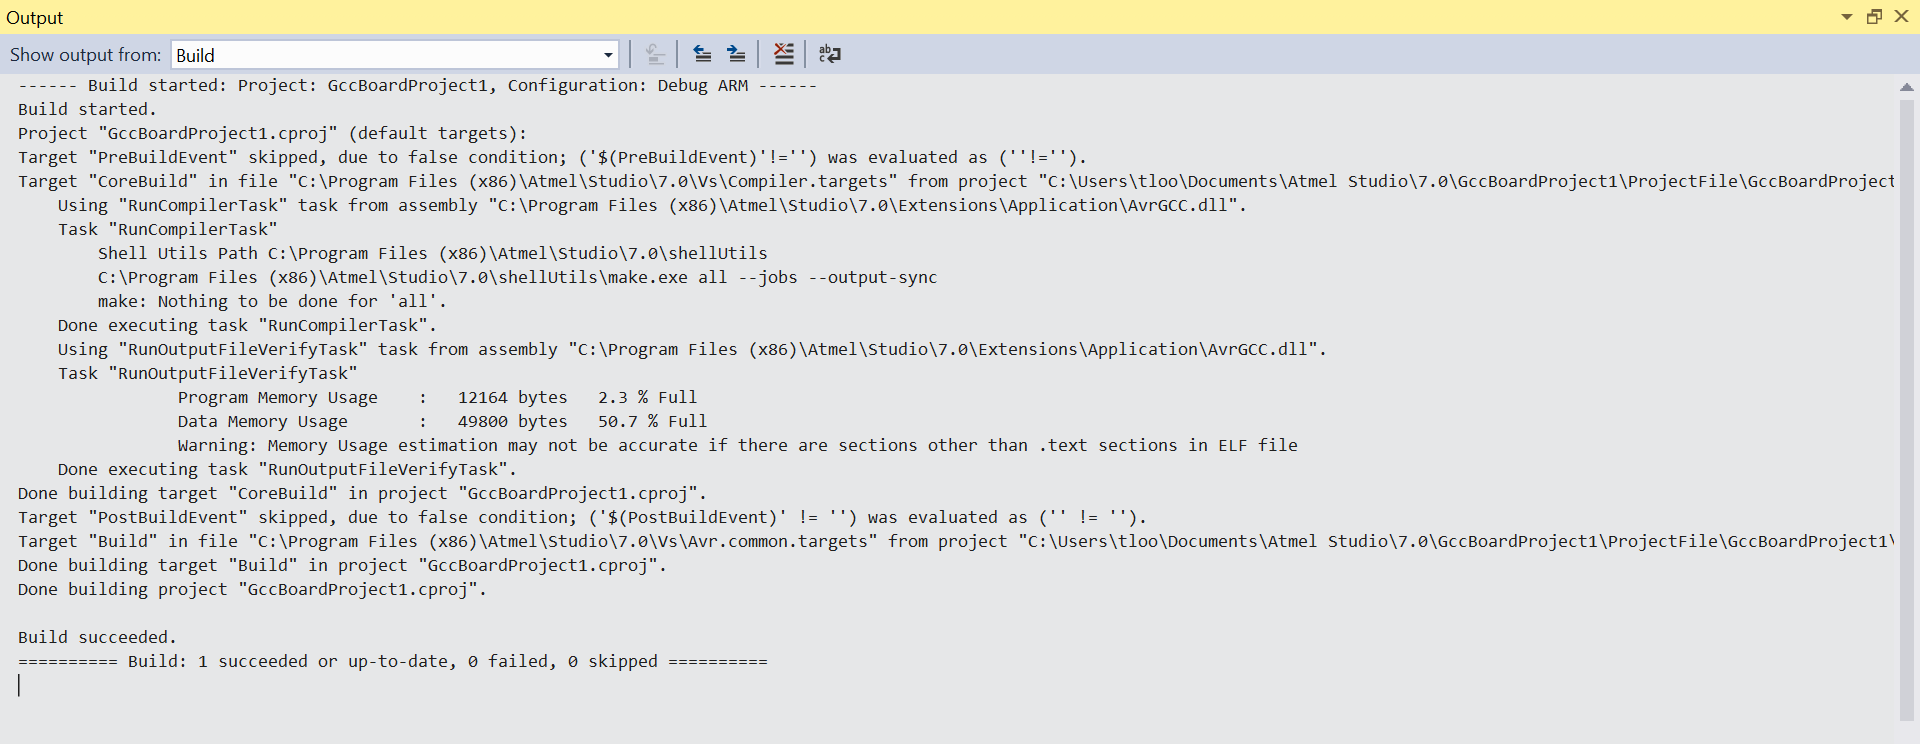 Output
Show output from: Build
------ Build started: Project: GccBoardProject1, Configuration: Debug ARM ------
Build started.
Project "GccBoardProject1.cproj" (default targets):
Target "PreBuildEvent" skipped, due to false condition; ('$(PreBuildEvent)'!='') was evaluated as (''!='').
Target "CoreBuild" in file "C:\Program Files (x86)\Atmel\Studio\7.0\Vs\Compiler.targets" from project "C:\Users\tloo\Documents\Atmel Studio\7.0\GccBoardProject1\ProjectFile\GccBoardProject
    Using "RunCompilerTask" task from assembly "C:\Program Files (x86)\Atmel\Studio\7.0\Extensions\Application\AvrGCC.dll".
    Task "RunCompilerTask"
        Shell Utils Path C:\Program Files (x86)\Atmel\Studio\7.0\shellUtils
        C:\Program Files (x86)\Atmel\Studio\7.0\shellUtils\make.exe all --jobs --output-sync
        make: Nothing to be done for 'all'.
    Done executing task "RunCompilerTask".
    Using "RunOutputFileVerifyTask" task from assembly "C:\Program Files (x86)\Atmel\Studio\7.0\Extensions\Application\AvrGCC.dll".
    Task "RunOutputFileVerifyTask"
                Program Memory Usage    :   12164 bytes   2.3 % Full
                Data Memory Usage       :   49800 bytes   50.7 % Full
                Warning: Memory Usage estimation may not be accurate if there are sections other than .text sections in ELF file
    Done executing task "RunOutputFileVerifyTask".
Done building target "CoreBuild" in project "GccBoardProject1.cproj".
Target "PostBuildEvent" skipped, due to false condition; ('$(PostBuildEvent)' != '') was evaluated as ('' != '').
Target "Build" in file "C:\Program Files (x86)\Atmel\Studio\7.0\Vs\Avr.common.targets" from project "C:\Users\tloo\Documents\Atmel Studio\7.0\GccBoardProject1\ProjectFile\GccBoardProject1\
Done building target "Build" in project "GccBoardProject1.cproj".
Done building project "GccBoardProject1.cproj".

Build succeeded.
========== Build: 1 succeeded or up-to-date, 0 failed, 0 skipped ==========